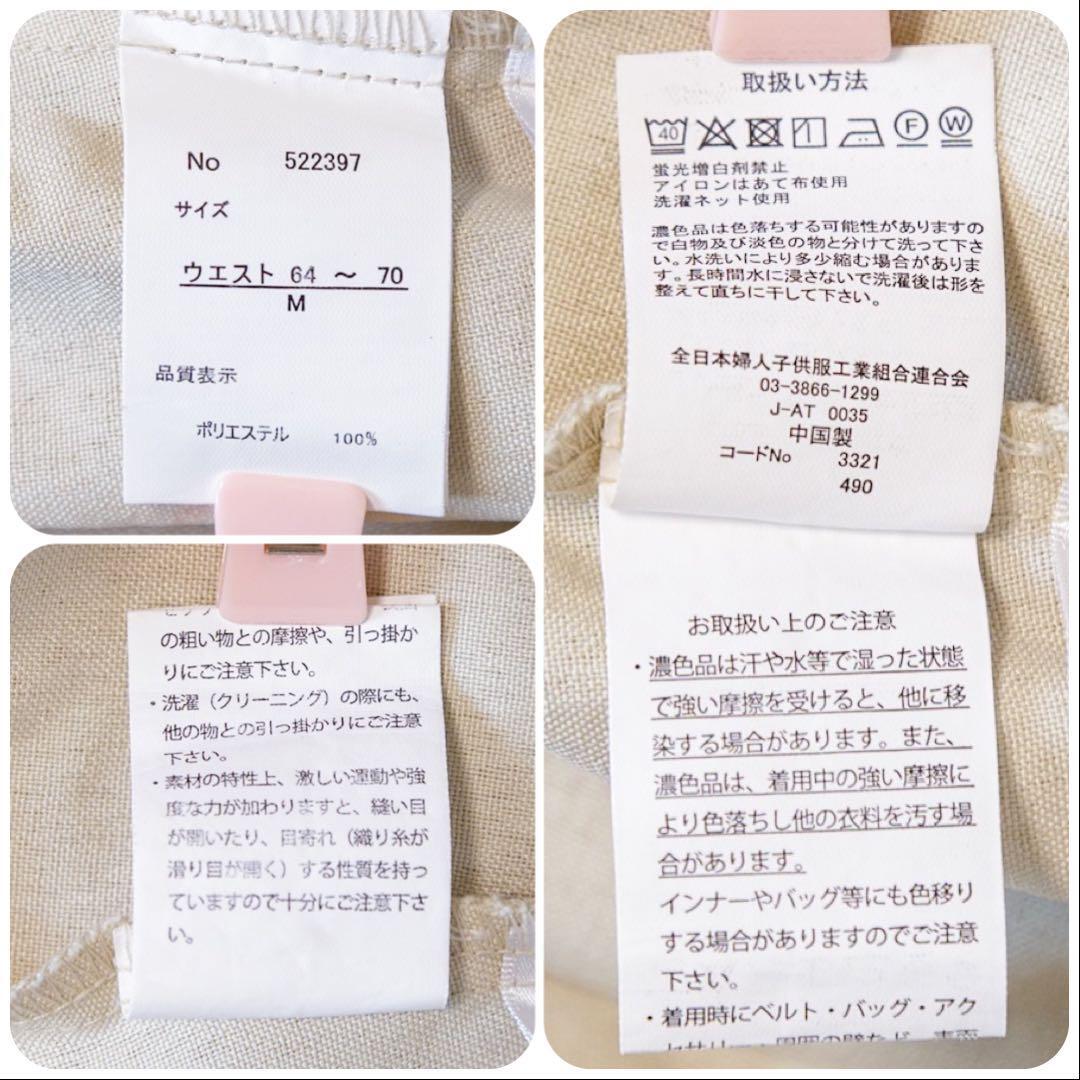 No 522397
サイズ
ウエスト 64 ～ 70
M
品質表示
ポリエステル 100%
の粗い物との摩擦や、引っ掛か
りにご注意下さい。
・洗濯（クリーニング）の際にも、
他の物との引っ掛かりにご注意
下さい。
・素材の特性上、激しい運動や強
度な力が加わりますと、縫い目
が開いたり、目寄れ（織り糸が
滑り目が開く）する性質を持っ
ていますので十分にご注意下さ
い。
取扱い方法
40 F W
蛍光増白剤禁止
アイロンはあて布使用
洗濯ネット使用
濃色品は色落ちする可能性がありますの
で白物及び淡色の物と分けて洗って下さ
い。水洗いにより多少縮む場合がありま
す。長時間水に浸さないで洗濯後は形を
整えて直ちに干して下さい。
全日本婦人子供服工業組合連合会
03-3866-1299
J-AT 0035
中国製
コードNo 3321
490
お取扱い上のご注意
・濃色品は汗や水等で湿った状態
で強い摩擦を受けると、他に移
染する場合があります。また、
濃色品は、着用中の強い摩擦に
より色落ちし他の衣料を汚す場
合があります。
インナーやバッグ等にも色移り
する場合がありますのでご注意
下さい。
・着用時にベルト・バッグ・アク